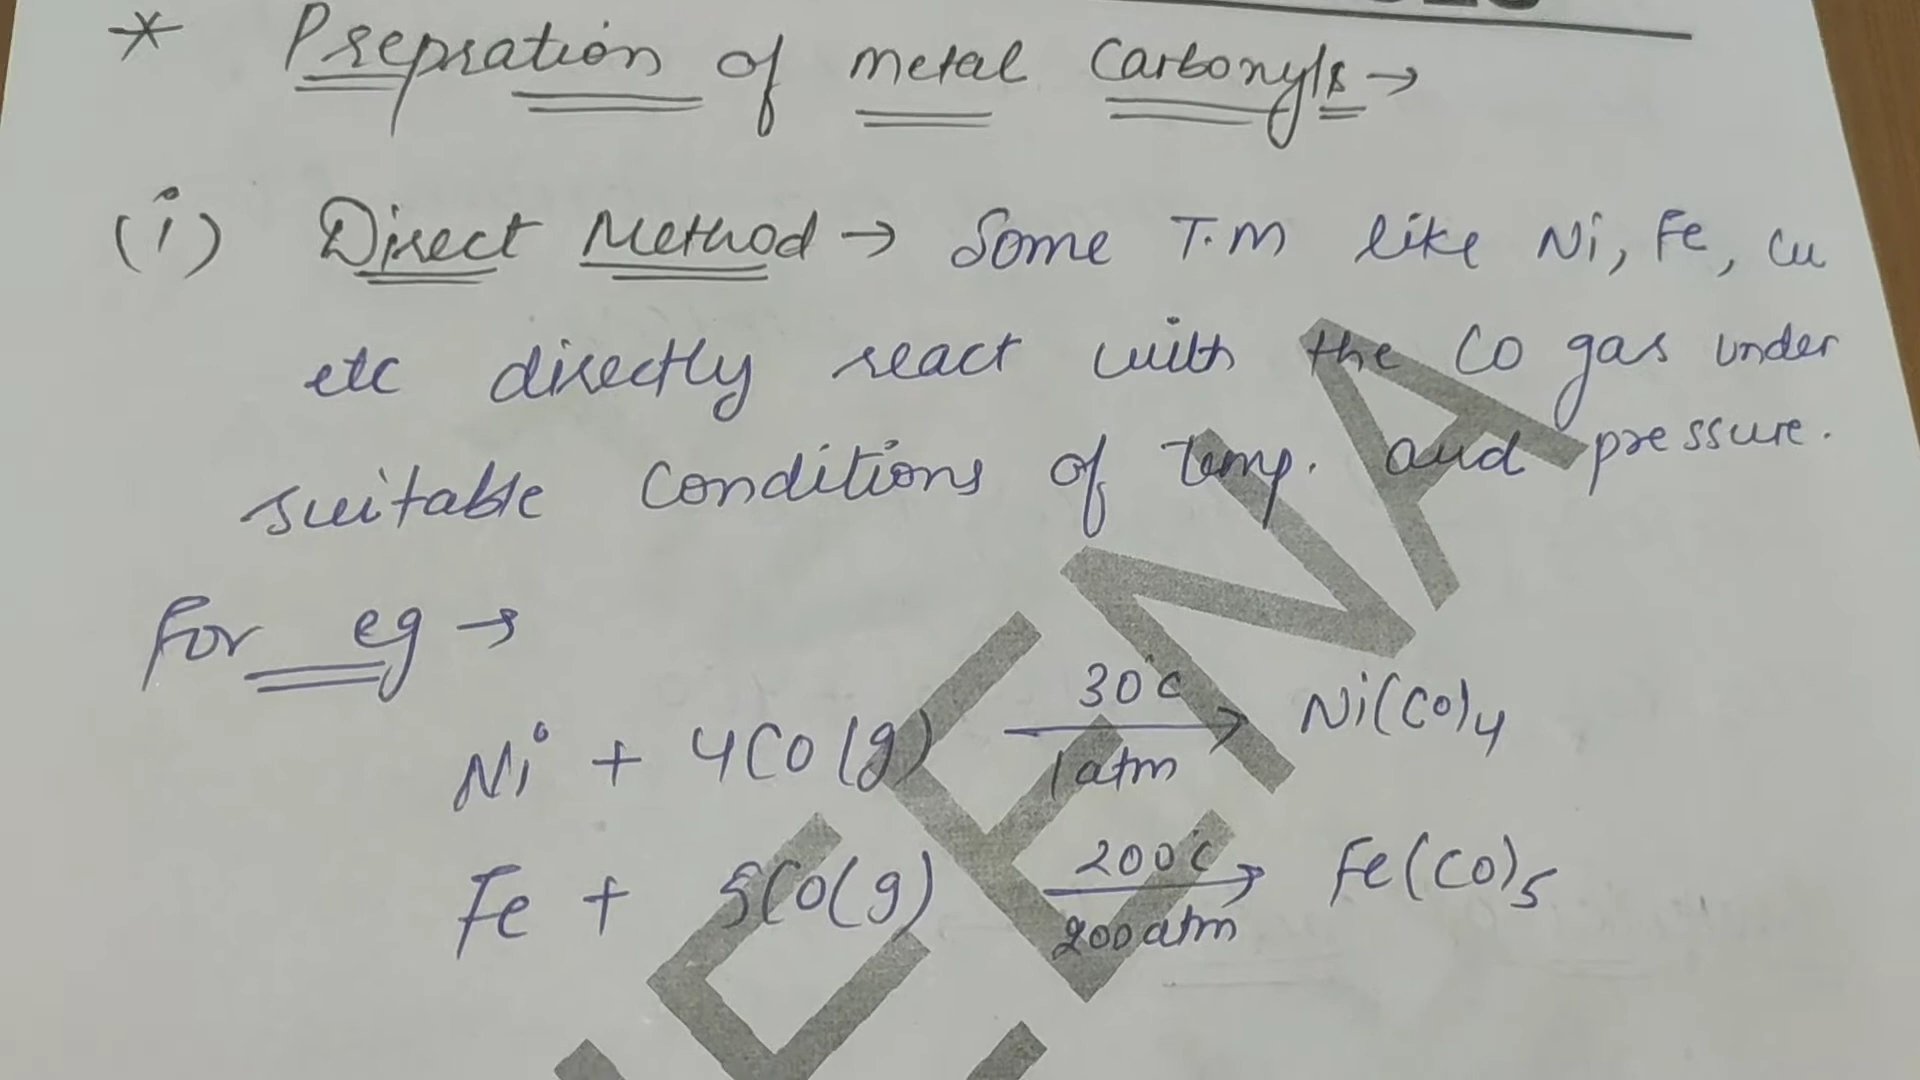 * Prepration of metal Carbonyls →
(i) Direct Method → Some T.M like Ni, Fe, Cu
etc directly react with the CO gas under
suitable Conditions of temp. and pressure.
For eg →
Ni + 4CO(g) 30°C 1atm → Ni(CO)4
Fe + 5CO(g) 200°C 200atm → Fe(CO)5
EENA